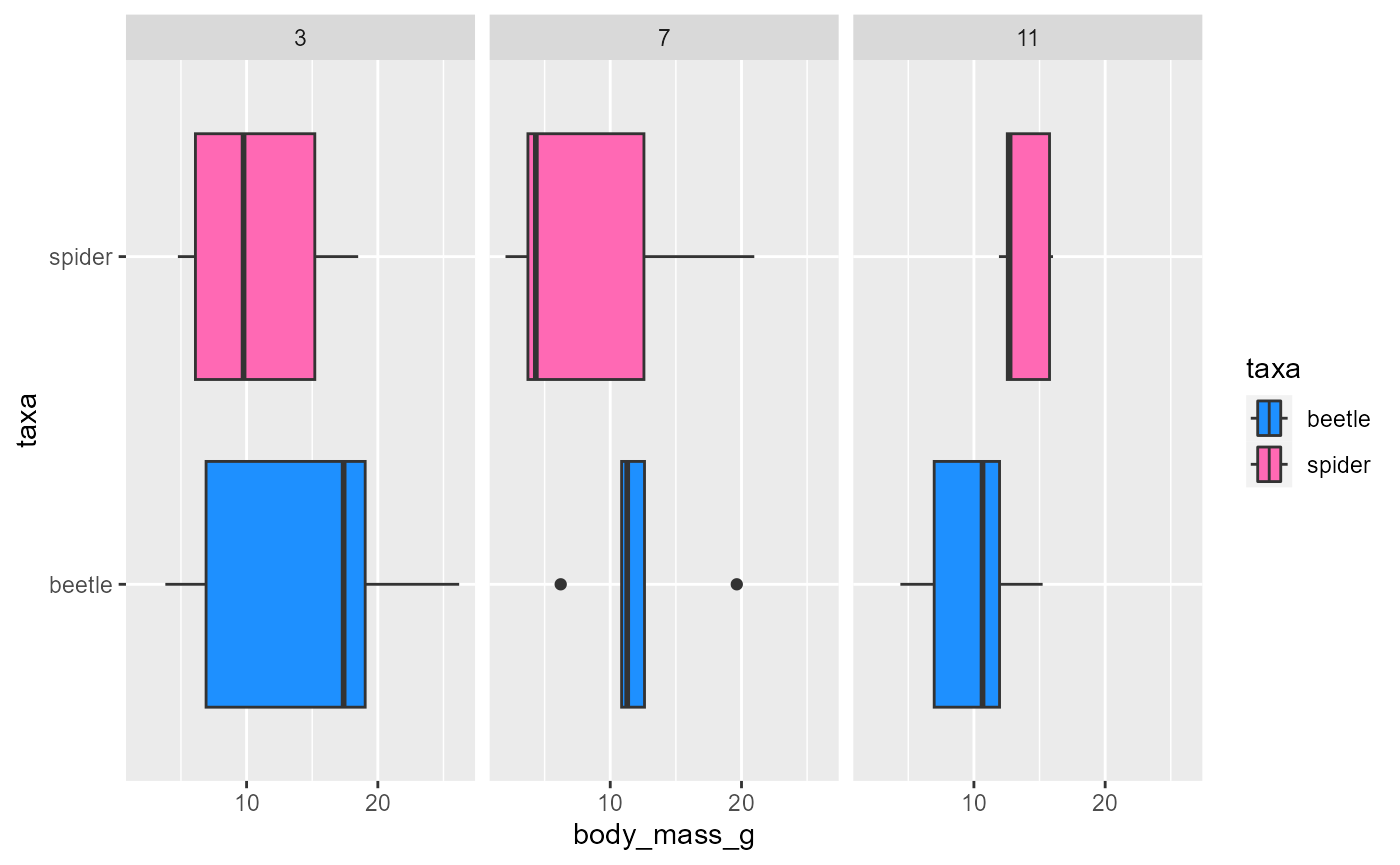 3 7 11
spider
beetle
taxa
10 20 10 20 10 20
body_mass_g
taxa
beetle
spider